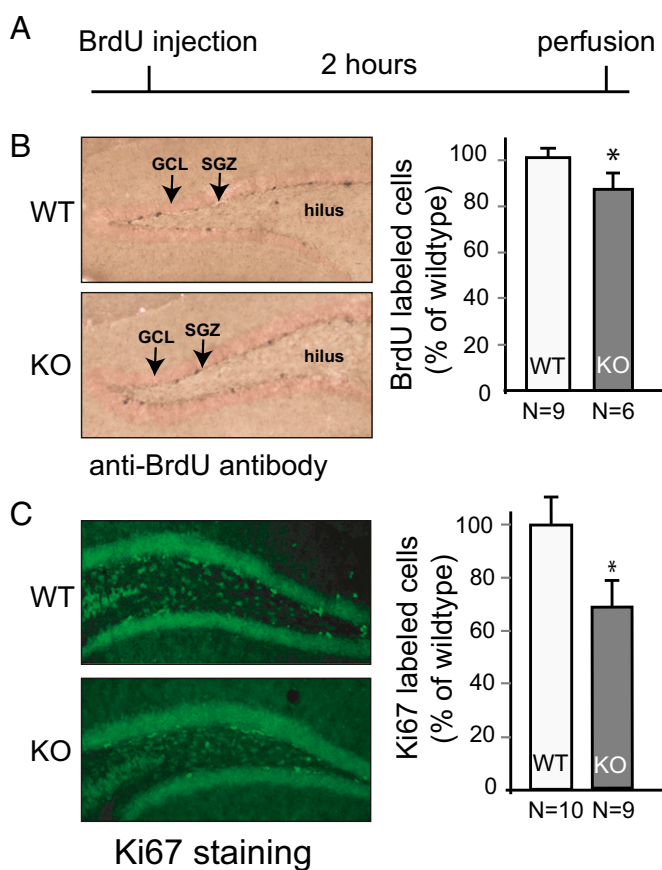 A
BrdU injection
2 hours
perfusion
B
WT
GCL
SGZ
hilus
KO
GCL
SGZ
hilus
anti-BrdU antibody
BrdU labeled cells
(% of wildtype)
100
80
60
40
20
0
*
WT
KO
N=9
N=6
C
WT
KO
Ki67 staining
Ki67 labeled cells
(% of wildtype)
100
80
60
40
20
0
*
WT
KO
N=10
N=9